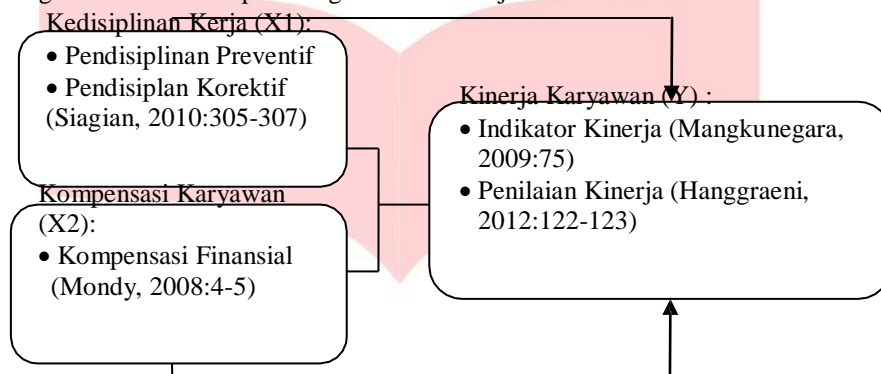 Kedisiplinan Kerja (X1):
• Pendisiplinan Preventif
• Pendisiplan Korektif
(Siagian, 2010:305-307)
Kompensasi Karyawan
(X2):
• Kompensasi Finansial
(Mondy, 2008:4-5)
Kinerja Karyawan (Y) :
• Indikator Kinerja (Mangkunegara,
2009:75)
• Penilaian Kinerja (Hanggraeni,
2012:122-123)